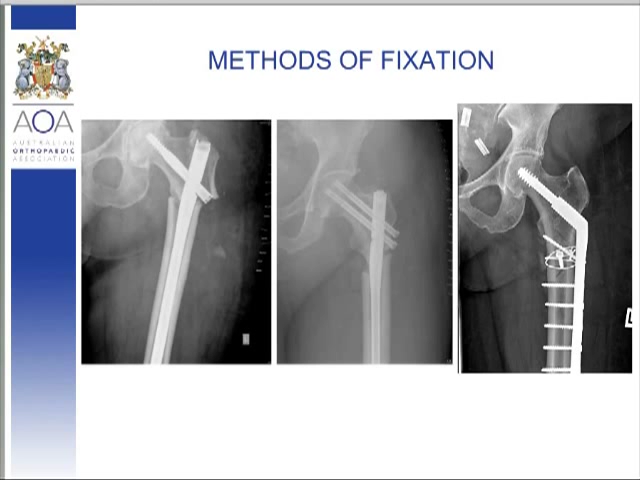 METHODS OF FIXATION
AOA
AUSTRALIAN
ORTHOPAEDIC
ASSOCIATION